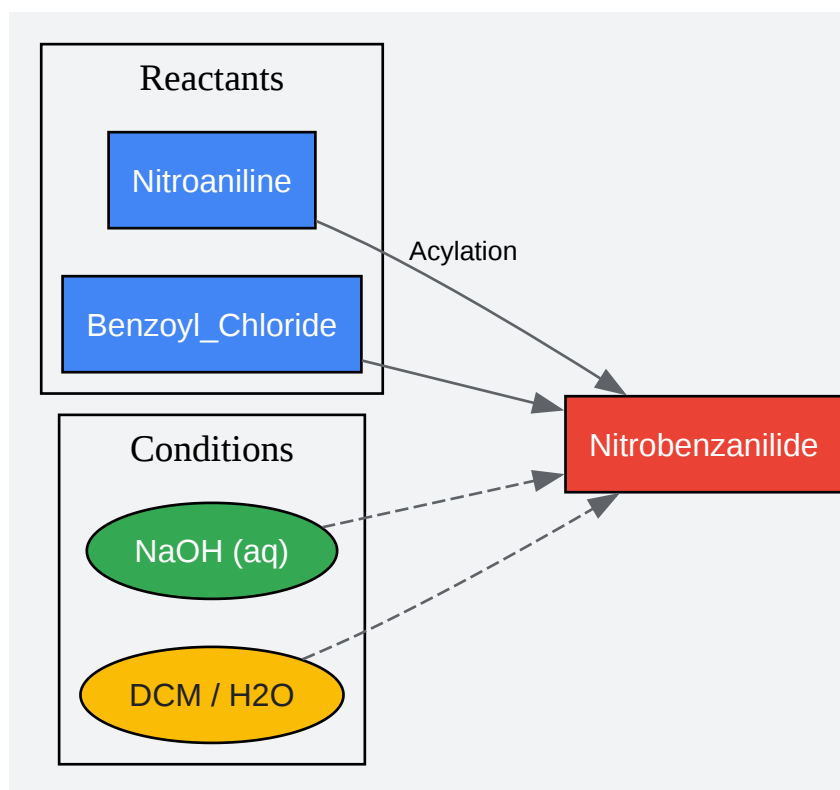 Reactants
Nitroaniline
Acylation
Benzoyl_Chloride
Nitrobenzanilide
Conditions
NaOH (aq)
DCM / H2O